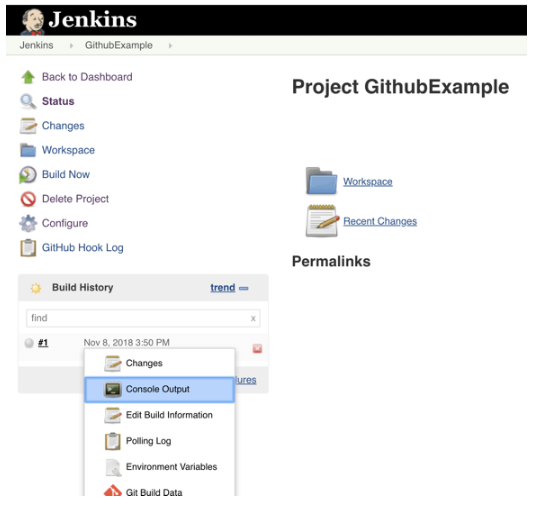 Jenkins
Jenkins GithubExample
Back to Dashboard
Status
Changes
Workspace
Build Now
Delete Project
Configure
GitHub Hook Log
Project GithubExample
Workspace
Recent Changes
Permalinks
Build History trend
find x
#1 Nov 8, 2018 3:50 PM
Changes
Console Output
Edit Build Information
Polling Log
Environment Variables
Git Build Data